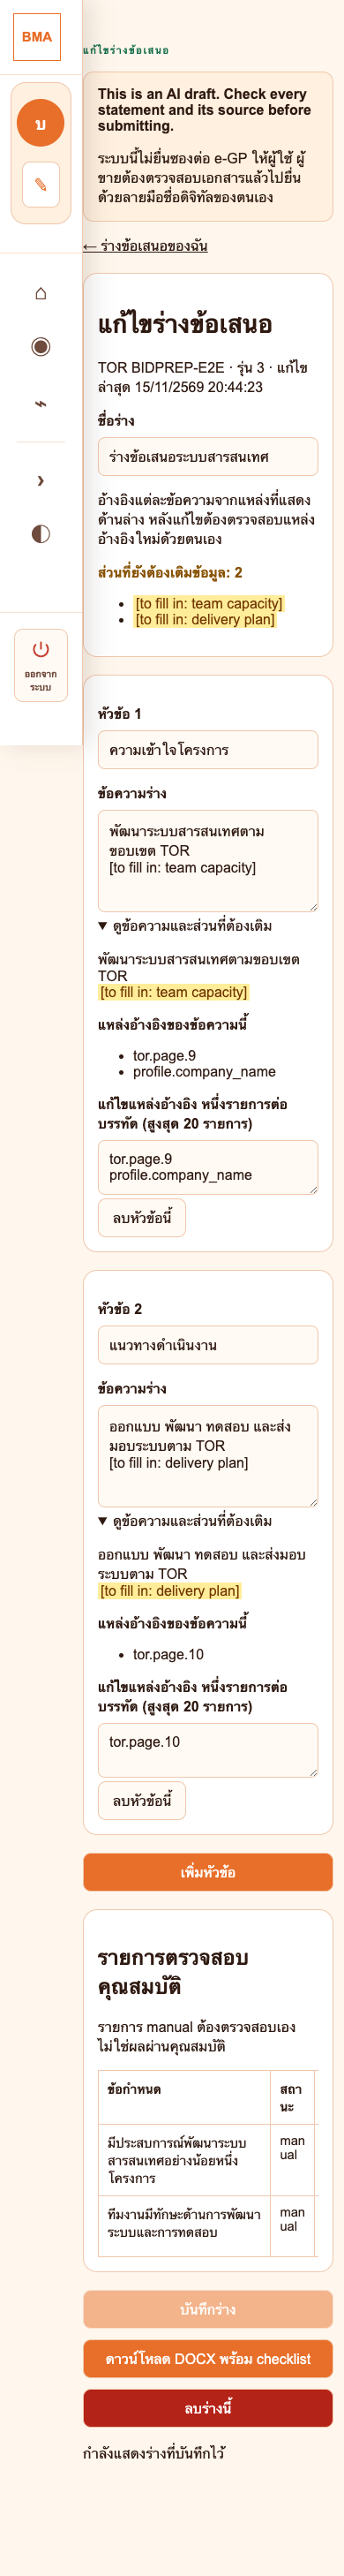 BMA
บ
ออกจาก
ระบบ
แก้ไขร่างข้อเสนอ
This is an AI draft. Check every
statement and its source before
submitting.
ระบบนี้ไม่ยื่นซองต่อ e-GP ให้ผู้ใช้ ผู้
ขายต้องตรวจสอบเอกสารแล้วไปยื่น
ด้วยลายมือชื่อดิจิทัลของตนเอง
← ร่างข้อเสนอของฉัน
แก้ไขร่างข้อเสนอ
TOR BIDPREP-E2E · รุ่น 3 · แก้ไข
ล่าสุด 15/11/2569 20:44:23
ชื่อร่าง
ร่างข้อเสนอระบบสารสนเทศ
อ้างอิงแต่ละข้อความจากแหล่งที่แสดง
ด้านล่าง หลังแก้ไขต้องตรวจสอบแหล่ง
อ้างอิงใหม่ด้วยตนเอง
ส่วนที่ยังต้องเติมข้อมูล: 2
• [to fill in: team capacity]
• [to fill in: delivery plan]
หัวข้อ 1
ความเข้าใจโครงการ
ข้อความร่าง
พัฒนาระบบสารสนเทศตาม
ขอบเขต TOR
[to fill in: team capacity]
▼ ดูข้อความและส่วนที่ต้องเติม
พัฒนาระบบสารสนเทศตามขอบเขต
TOR
[to fill in: team capacity]
แหล่งอ้างอิงของข้อความนี้
• tor.page.9
• profile.company_name
แก้ไขแหล่งอ้างอิง หนึ่งรายการต่อ
บรรทัด (สูงสุด 20 รายการ)
tor.page.9
profile.company_name
ลบหัวข้อนี้
หัวข้อ 2
แนวทางดำเนินงาน
ข้อความร่าง
ออกแบบ พัฒนา ทดสอบ และส่ง
มอบระบบตาม TOR
[to fill in: delivery plan]
▼ ดูข้อความและส่วนที่ต้องเติม
ออกแบบ พัฒนา ทดสอบ และส่งมอบ
ระบบตาม TOR
[to fill in: delivery plan]
แหล่งอ้างอิงของข้อความนี้
• tor.page.10
แก้ไขแหล่งอ้างอิง หนึ่งรายการต่อ
บรรทัด (สูงสุด 20 รายการ)
tor.page.10
ลบหัวข้อนี้
เพิ่มหัวข้อ
รายการตรวจสอบ
คุณสมบัติ
รายการ manual ต้องตรวจสอบเอง
ไม่ใช่ผลผ่านคุณสมบัติ
ข้อกำหนด
สถา
นะ
มีประสบการณ์พัฒนาระบบ
สารสนเทศอย่างน้อยหนึ่ง
โครงการ
man
ual
ทีมงานมีทักษะด้านการพัฒนา
ระบบและการทดสอบ
man
ual
บันทึกร่าง
ดาวน์โหลด DOCX พร้อม checklist
ลบร่างนี้
กำลังแสดงร่างที่บันทึกไว้